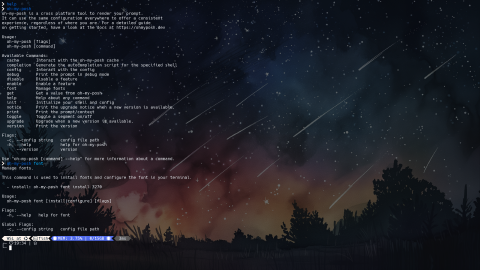 help
oh-my-posh
oh-my-posh is a cross platform tool to render your prompt.
It can use the same configuration everywhere to offer a consistent
experience, regardless of where you are. For a detailed guide
on getting started, have a look at the docs at https://ohmyposh.dev
Usage:
oh-my-posh [flags]
oh-my-posh [command]
Available Commands:
cache Interact with the oh-my-posh cache
completion Generate the autocompletion script for the specified shell
config Interact with the config
debug Print the prompt in debug mode
disable Disable a feature
enable Enable a feature
font Manage fonts
get Get a value from oh-my-posh
help Help about any command
init Initialize your shell and config
notice Print the upgrade notice when a new version is available.
print Print the prompt/context
toggle Toggle a segment on/off
upgrade Upgrade when a new version is available.
version Print the version
Flags:
-c, --config string config file path
-h, --help help for oh-my-posh
--version version
Use "oh-my-posh [command] --help" for more information about a command.
oh-my-posh font
Manage fonts.
This command is used to install fonts and configure the font in your terminal.
- install: oh-my-posh font install 3270
Usage:
oh-my-posh font [install|configure] [flags]
Flags:
-h, --help help for font
Global Flags:
-c, --config string config file path